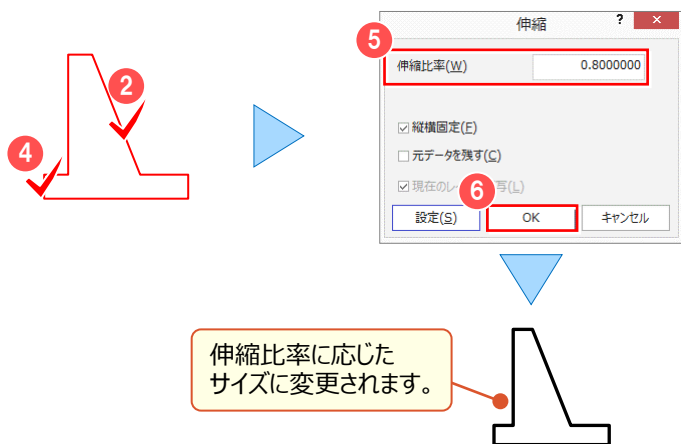 伸縮 ? ×
5
伸縮比率(W) 0.8000000
2
縦横固定(F)
4
元データを残す(C)
現在のレ 写(L)
6
設定(S) OK キャンセル
伸縮比率に応じた
サイズに変更されます。